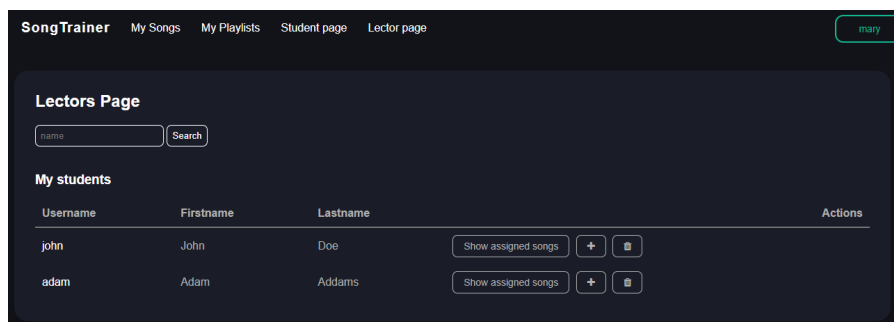 SongTrainer My Songs My Playlists Student page Lector page mary
Lectors Page
name Search
My students
Username Firstname Lastname Actions
john John Doe Show assigned songs
adam Adam Addams Show assigned songs